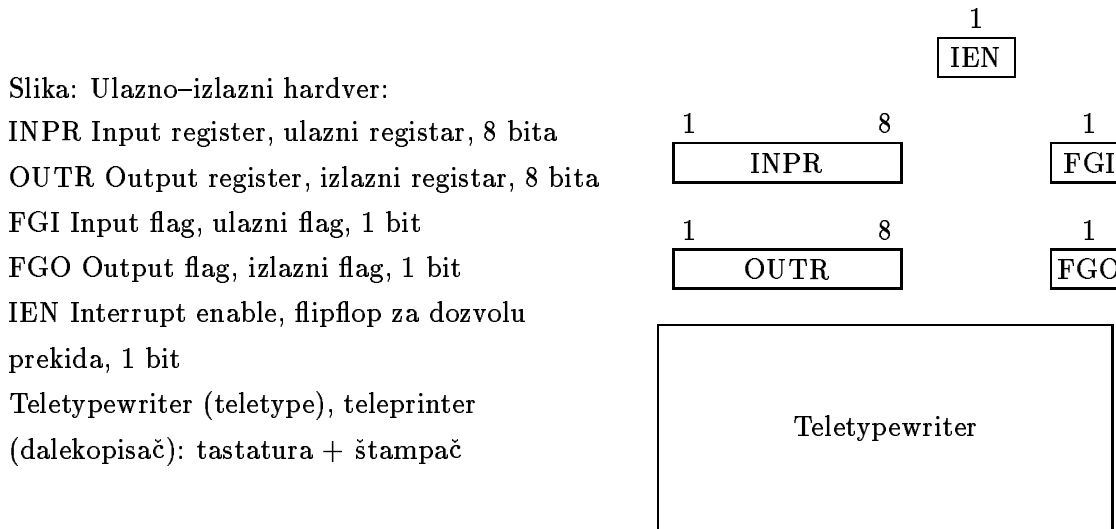 Slika: Ulazno–izlazni hardver:
INPR Input register, ulazni registar, 8 bita
OUTR Output register, izlazni registar, 8 bita
FGI Input flag, ulazni flag, 1 bit
FGO Output flag, izlazni flag, 1 bit
IEN Interrupt enable, flipflop za dozvolu
prekida, 1 bit
Teletypewriter (teletype), teleprinter
(dalekopisač): tastatura + štampač
1
IEN
1 8 1
INPR FGI
1 8 1
OUTR FGO
Teletypewriter